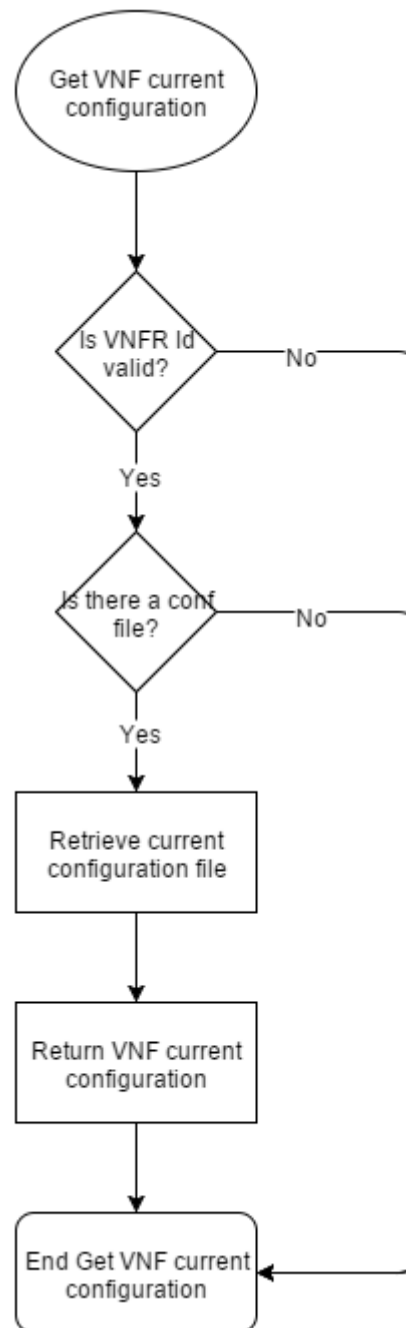 Get VNF current
configuration
Is VNFR Id
valid?
No
Yes
Is there a conf
file?
No
Yes
Retrieve current
configuration file
Return VNF current
configuration
End Get VNF current
configuration